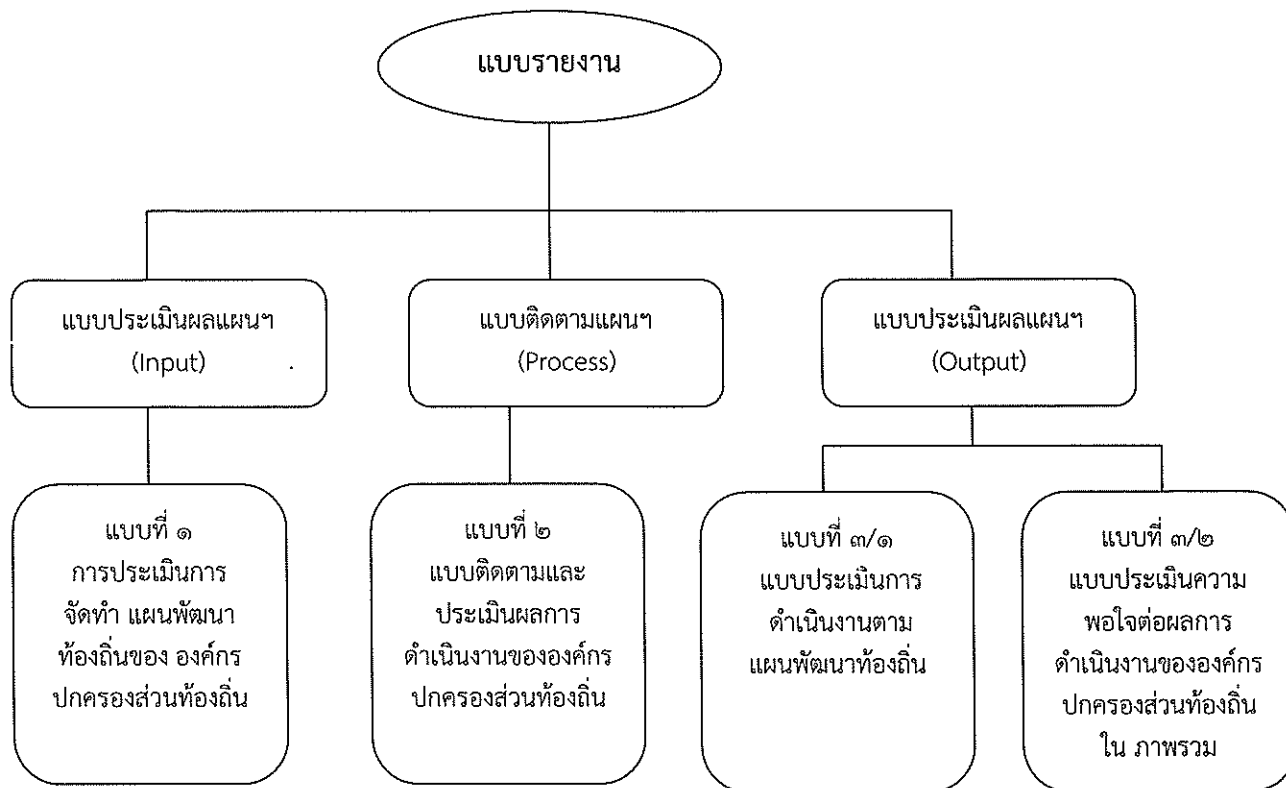 แบบรายงาน
แบบประเมินผลแผนฯ
(Input)
แบบติดตามแผนฯ
(Process)
แบบประเมินผลแผนฯ
(Output)
แบบที่ ๑
การประเมินการ
จัดทำ แผนพัฒนา
ท้องถิ่นของ องค์กร
ปกครองส่วนท้องถิ่น
แบบที่ ๒
แบบติดตามและ
ประเมินผลการ
ดำเนินงานขององค์กร
ปกครองส่วนท้องถิ่น
แบบที่ ๓/๑
แบบประเมินการ
ดำเนินงานตาม
แผนพัฒนาท้องถิ่น
แบบที่ ๓/๒
แบบประเมินความ
พอใจต่อผลการ
ดำเนินงานขององค์กร
ปกครองส่วนท้องถิ่น
ใน ภาพรวม